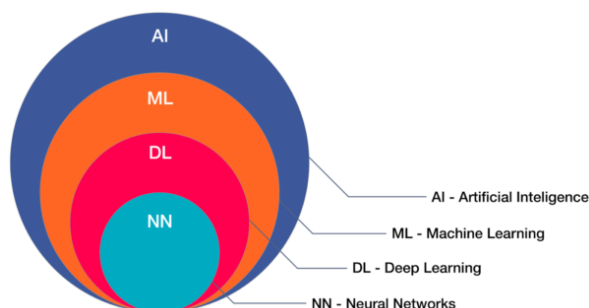 AI
ML
DL
NN
AI - Artificial Inteligence
ML - Machine Learning
DL - Deep Learning
NN - Neural Networks